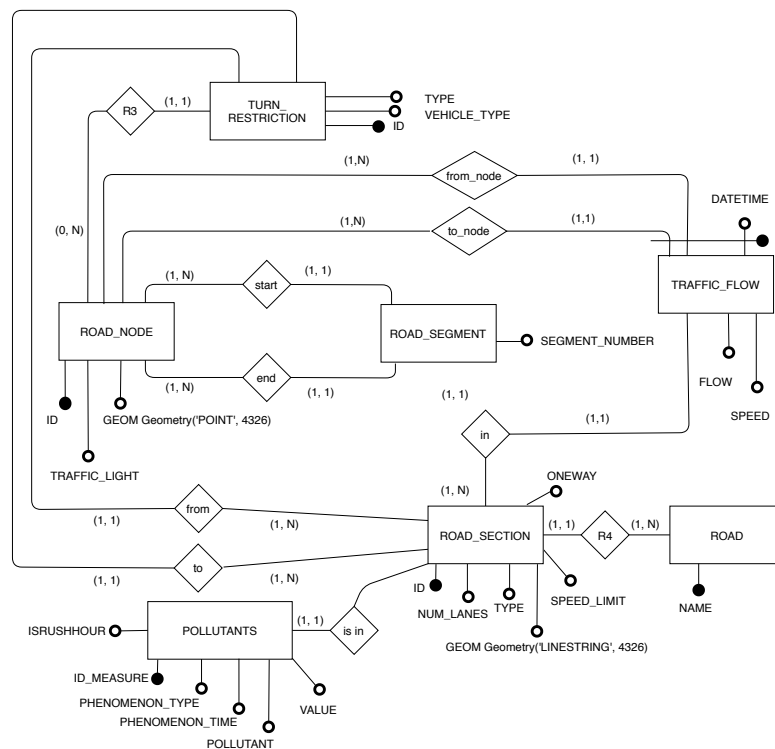 TYPE
R3
(1, 1)
TURN_
RESTRICTION
VEHICLE_TYPE
ID
(1,N)
(1, 1)
from_node
DATETIME
(0, N)
(1,N)
to_node
(1,1)
(1, N)
start
(1, 1)
TRAFFIC_FLOW
ROAD_NODE
ROAD_SEGMENT
SEGMENT_NUMBER
(1, N)
end
(1, 1)
FLOW
(1, 1)
SPEED
ID
GEOM Geometry('POINT', 4326)
(1,1)
in
TRAFFIC_LIGHT
ONEWAY
(1, N)
from
(1, 1)
(1, N)
ROAD_SECTION
(1, 1)
R4
(1, N)
ROAD
to
(1, 1)
(1, N)
ID
NUM_LANES
TYPE
SPEED_LIMIT
NAME
ISRUSHHOUR
POLLUTANTS
(1, 1)
is in
GEOM Geometry('LINESTRING', 4326)
ID_MEASURE
PHENOMENON_TYPE
VALUE
PHENOMENON_TIME
POLLUTANT